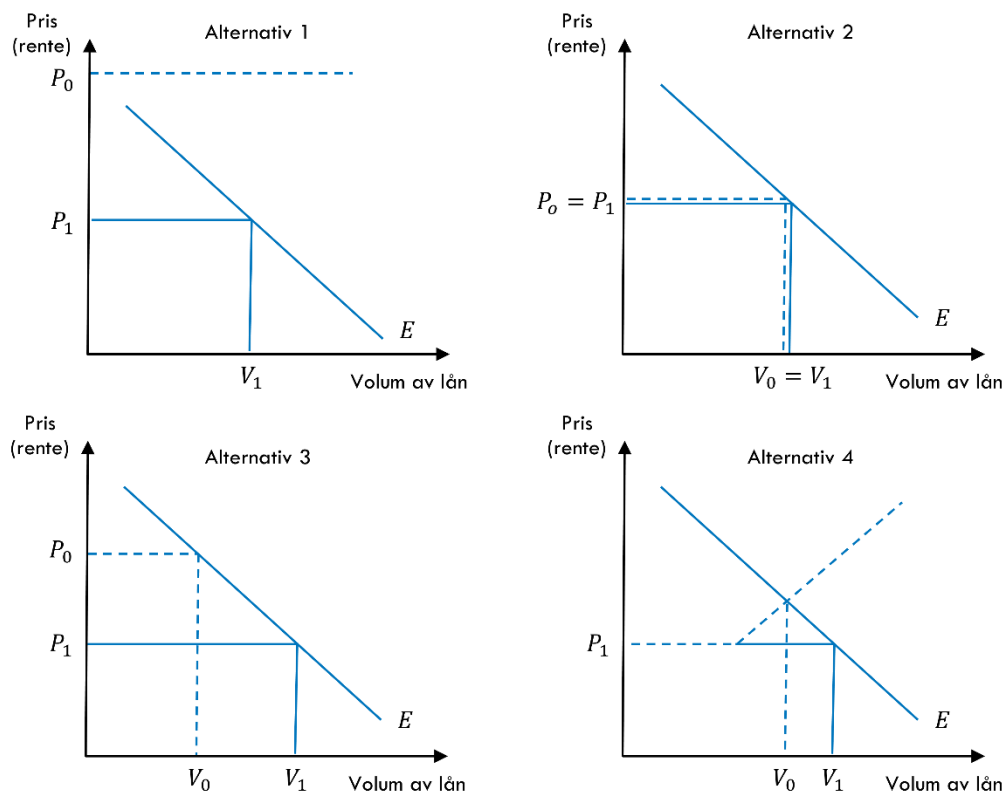 Pris
(rente)
Alternativ 1
P₀
P₁
E
V₁
Volum av lån
Pris
(rente)
Alternativ 2
Pₒ = P₁
E
V₀ = V₁
Volum av lån
Pris
(rente)
Alternativ 3
P₀
P₁
E
V₀
V₁
Volum av lån
Pris
(rente)
Alternativ 4
P₁
E
V₀
V₁
Volum av lån